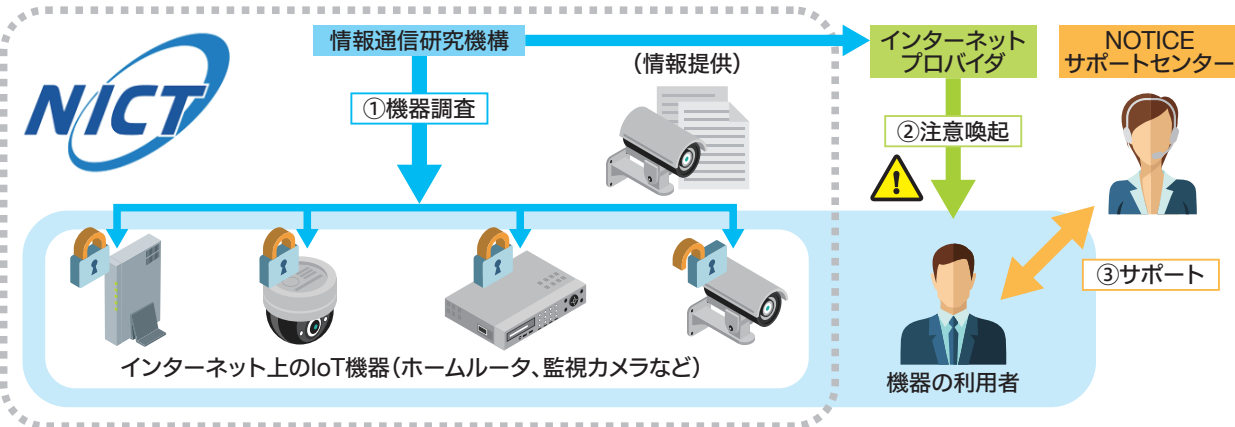 NICT
情報通信研究機構
(情報提供)
①機器調査
インターネット
プロバイダ
NOTICE
サポートセンター
②注意喚起
③サポート
インターネット上のIoT機器(ホームルータ、監視カメラなど)
機器の利用者